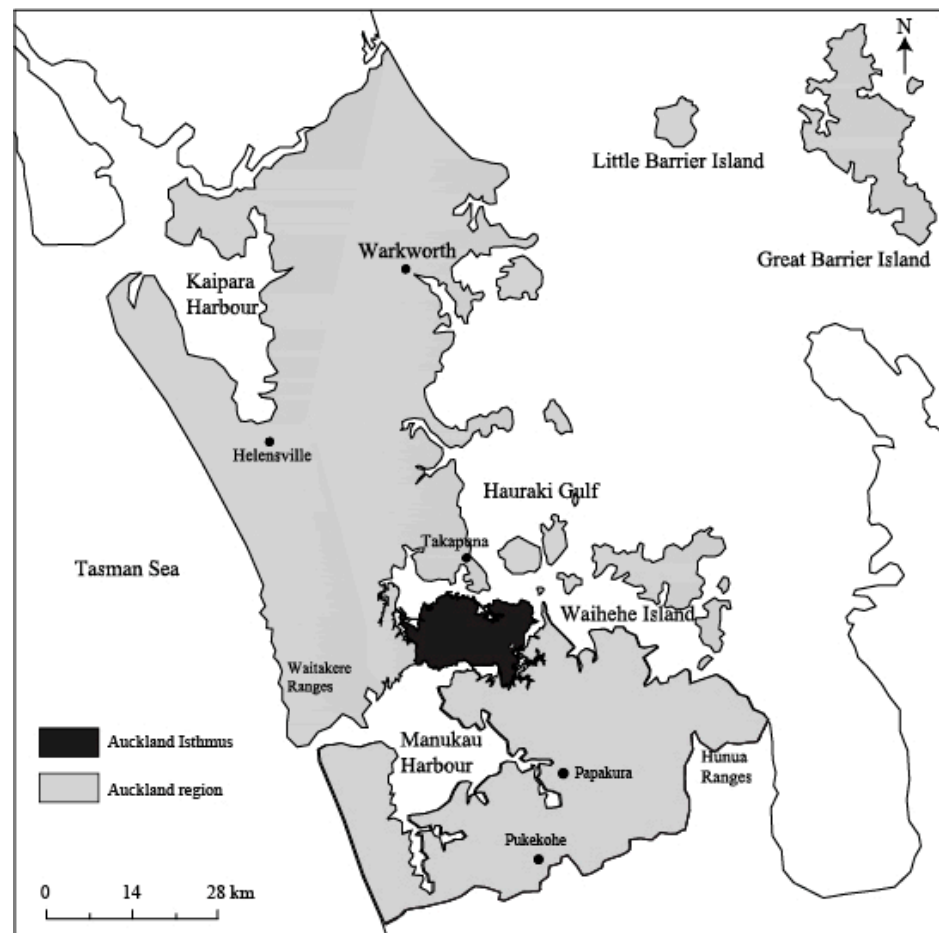 N
Little Barrier Island
Great Barrier Island
Warkworth
Kaipara
Harbour
Helensville
Hauraki Gulf
Takapuna
Tasman Sea
Waihehe Island
Waitakere
Ranges
Auckland Isthmus
Manukau
Harbour
Hunua
Ranges
Papakura
Auckland region
Pukekohe
0 14 28 km